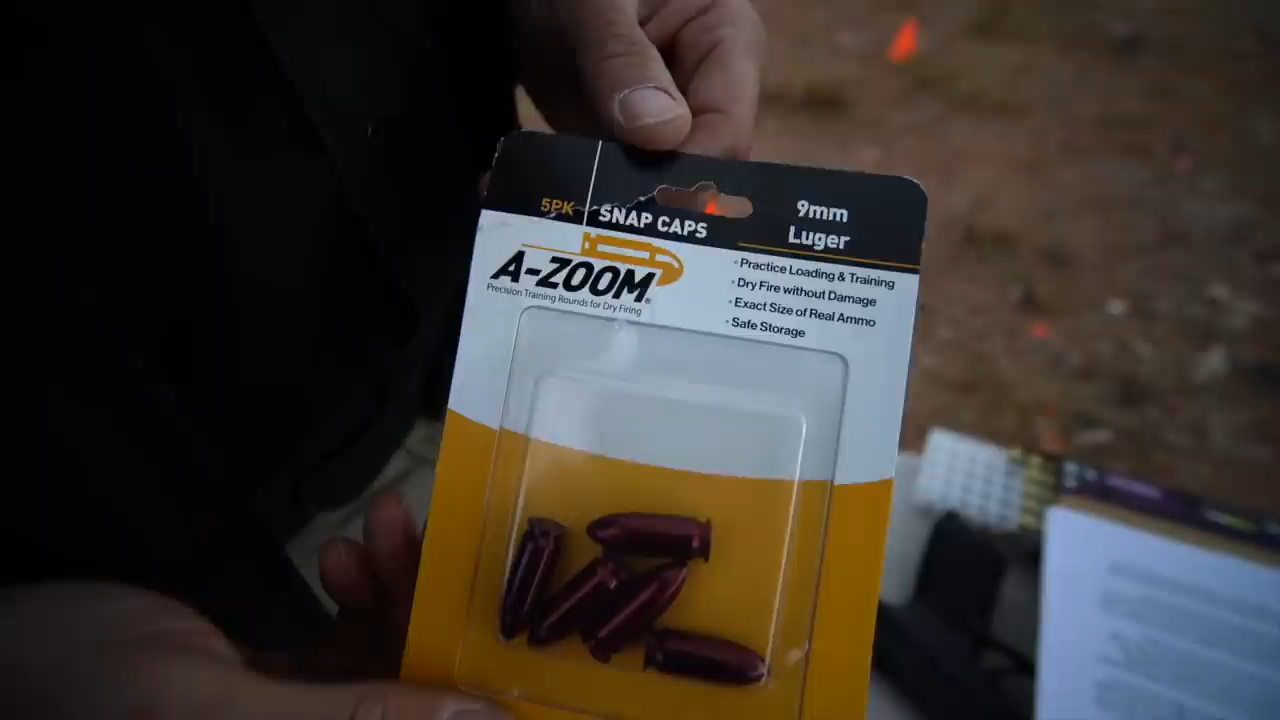 5PK SNAP CAPS
9mm
Luger
A-ZOOM®
Precision Training Rounds for Dry Firing
· Practice Loading & Training
· Dry Fire without Damage
· Exact Size of Real Ammo
· Safe Storage